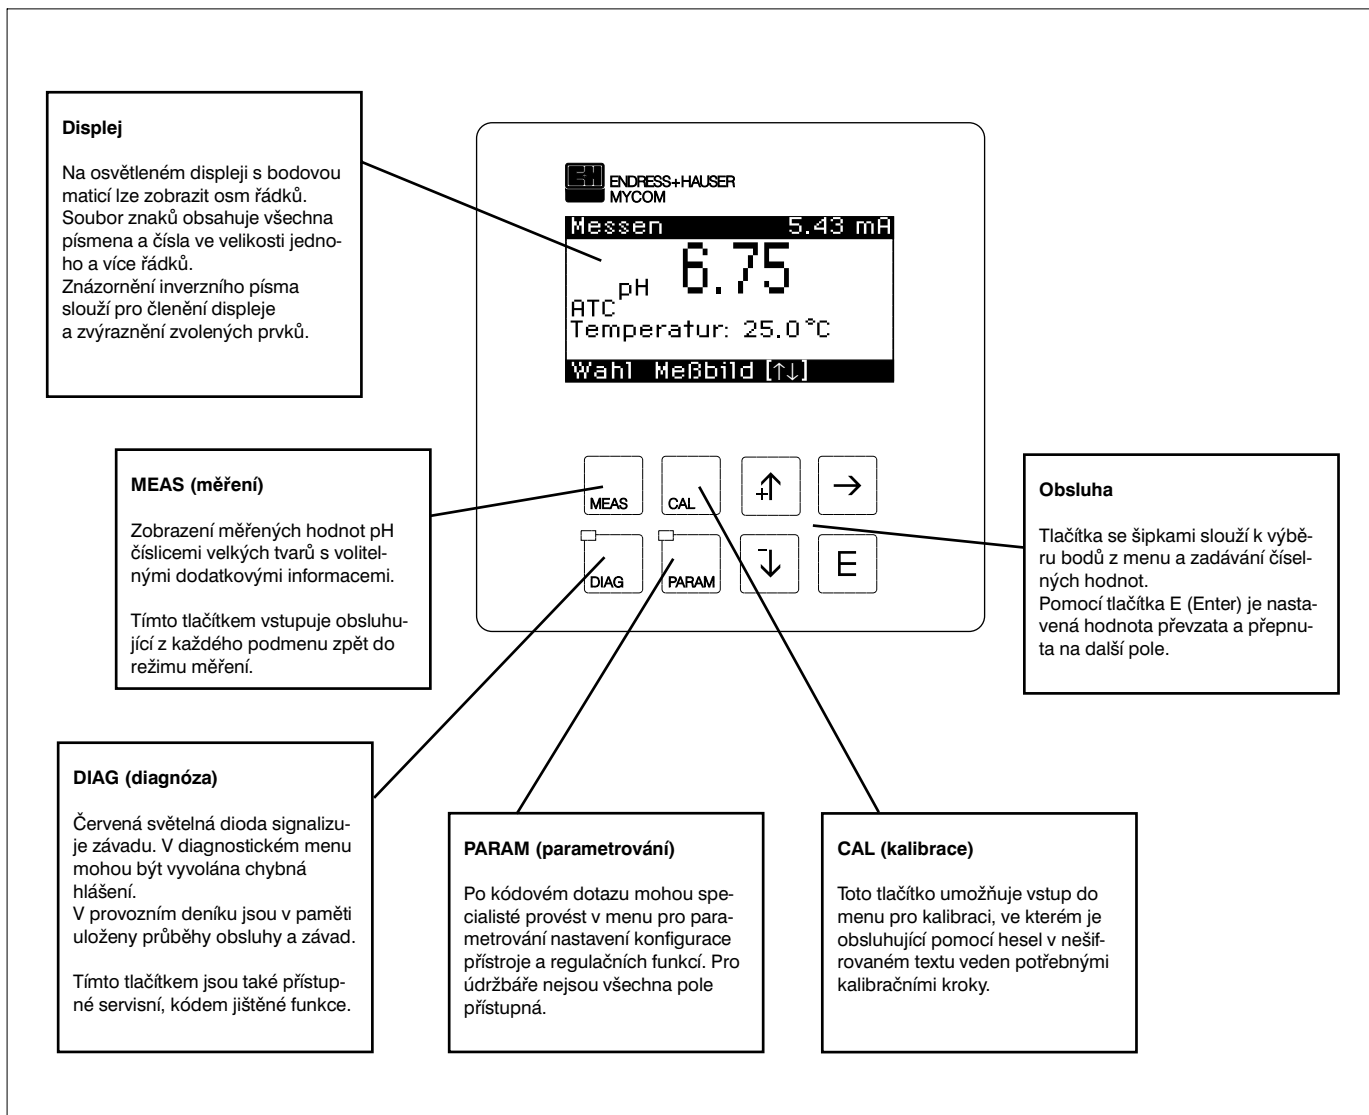 Displej
Na osvětleném displeji s bodovou
maticí lze zobrazit osm řádků.
Soubor znaků obsahuje všechna
písmena a čísla ve velikosti jedno-
ho a více řádků.
Znázornění inverzního písma
slouží pro členění displeje
a zvýraznění zvolených prvků.
E+H ENDRESS+HAUSER
MYCOM
Messen 5.43 mA
pH 6.75
ATC
Temperatur: 25.0°C
Wahl Meßbild [↑↓]
MEAS (měření)
Zobrazení měřených hodnot pH
číslicemi velkých tvarů s volitel-
nými dodatkovými informacemi.
Tímto tlačítkem vstupuje obsluhu-
jící z každého podmenu zpět do
režimu měření.
MEAS CAL +↑ →
DIAG PARAM -↓ E
Obsluha
Tlačítka se šipkami slouží k výbě-
ru bodů z menu a zadávání čísel-
ných hodnot.
Pomocí tlačítka E (Enter) je nasta-
vená hodnota převzata a přepnu-
ta na další pole.
DIAG (diagnóza)
Červená světelná dioda signalizu-
je závadu. V diagnostickém menu
mohou být vyvolána chybná
hlášení.
V provozním deníku jsou v paměti
uloženy průběhy obsluhy a závad.
Tímto tlačítkem jsou také přístup-
né servisní, kódem jištěné funkce.
PARAM (parametrování)
Po kódovém dotazu mohou spe-
cialisté provést v menu pro para-
metrování nastavení konfigurace
přístroje a regulačních funkcí. Pro
údržbáře nejsou všechna pole
přístupná.
CAL (kalibrace)
Toto tlačítko umožňuje vstup do
menu pro kalibraci, ve kterém je
obsluhující pomocí hesel v nešif-
rovaném textu veden potřebnými
kalibračními kroky.